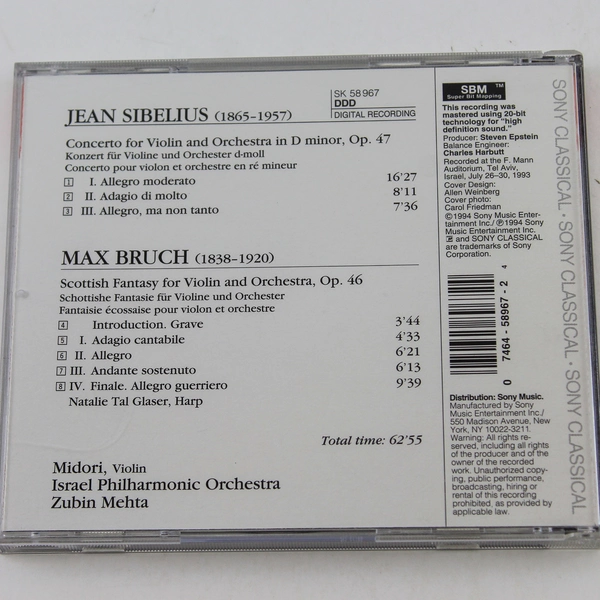 JEAN SIBELIUS (1865-1957)
SK 58967
DDD
DIGITAL RECORDING
Concerto for Violin and Orchestra in D minor, Op. 47
Konzert für Violine und Orchester d-moll
Concerto pour violon et orchestre en ré mineur
1 I. Allegro moderato 16'27
2 II. Adagio di molto 8'11
3 III. Allegro, ma non tanto 7'36
MAX BRUCH (1838-1920)
Scottish Fantasy for Violin and Orchestra, Op. 46
Schottishe Fantasie für Violine und Orchester
Fantaisie écossaise pour violon et orchestre
4 Introduction. Grave 3'44
5 I. Adagio cantabile 4'33
6 II. Allegro 6'21
7 III. Andante sostenuto 6'13
8 IV. Finale. Allegro guerriero 9'39
Natalie Tal Glaser, Harp
Total time: 62'55
Midori, Violin
Israel Philharmonic Orchestra
Zubin Mehta
SBM TM
Super Bit Mapping
This recording was
mastered using 20-bit
technology for "high
definition sound."
Producer: Steven Epstein
Balance Engineer:
Charles Harbutt
Recorded at the F. Mann
Auditorium, Tel Aviv,
Israel, July 26-30, 1993
Cover Design:
Allen Weinberg
Cover photo:
Carol Friedman
©1994 Sony Music Enter-
tainment Inc./ ℗1994 Sony
Music Entertainment Inc.
and SONY CLASSICAL
are trademarks of Sony
Corporation.
0 7464-58967-2 4
Distribution: Sony Music.
Manufactured by Sony
Music Entertainment Inc./
550 Madison Avenue, New
York, NY 10022-3211.
Warning: All rights re-
served, including all rights
of the producer and of the
owner of the recorded
work. Unauthorized copy-
ing, public performance,
broadcasting, hiring or
rental of this recording
prohibited, as provided by
applicable law.
SONY CLASSICAL · SONY CLASSICAL · SONY CLASSICAL